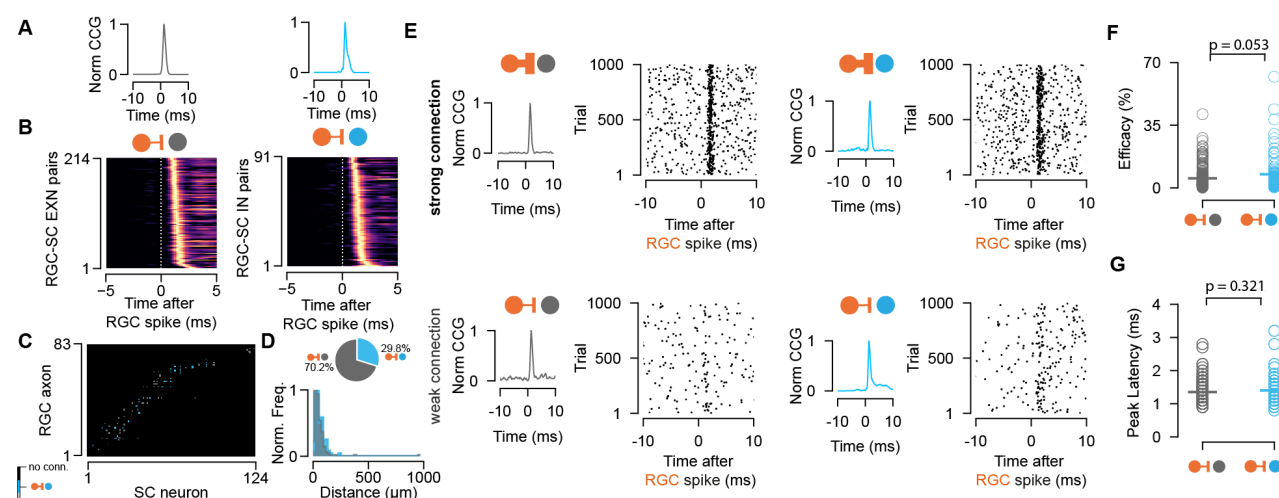 A
Norm CCG
1
0
-10 0 10
Time (ms)
1
0
-10 0 10
Time (ms)
B
RGC-SC EXN pairs
214
1
−5 0 5
Time after
RGC spike (ms)
RGC-SC IN pairs
91
1
−5 0 5
Time after
RGC spike (ms)
C
RGC axon
83
1
1 124
SC neuron
no conn.
D
29.8%
70.2%
Norm. Freq.
1
0
0 500 1000
Distance (µm)
E
strong connection
Norm CCG
1
0
-10 0 10
Time (ms)
Trial
1000
500
1
-10 0 10
Time after
RGC spike (ms)
Norm CCG
1
0
-10 0 10
Time (ms)
Trial
1000
500
1
-10 0 10
Time after
RGC spike (ms)
weak connection
Norm CCG
1
0
-10 0 10
Time (ms)
Trial
1000
500
1
-10 0 10
Time after
RGC spike (ms)
Norm CCG
1
0
-10 0 10
Time (ms)
Trial
1000
500
1
-10 0 10
Time after
RGC spike (ms)
F
p = 0.053
Efficacy (%)
70
35
0
G
p = 0.321
Peak Latency (ms)
4
3
2
1
0